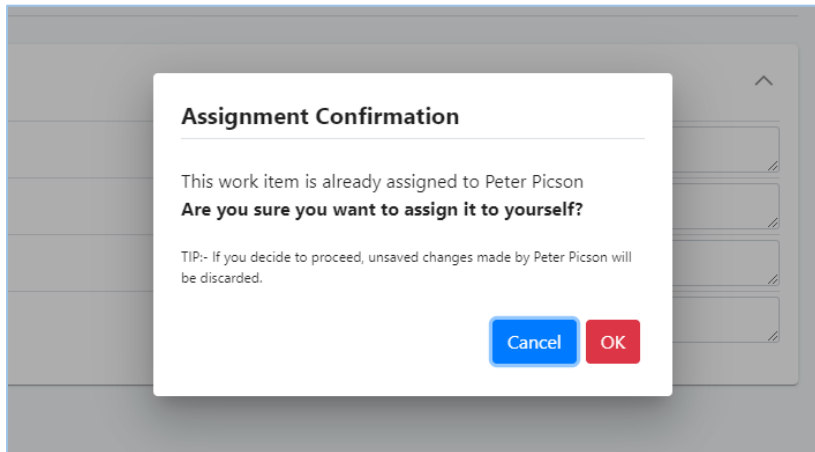 Assignment Confirmation
This work item is already assigned to Peter Picson
Are you sure you want to assign it to yourself?
TIP:- If you decide to proceed, unsaved changes made by Peter Picson will
be discarded.
Cancel OK